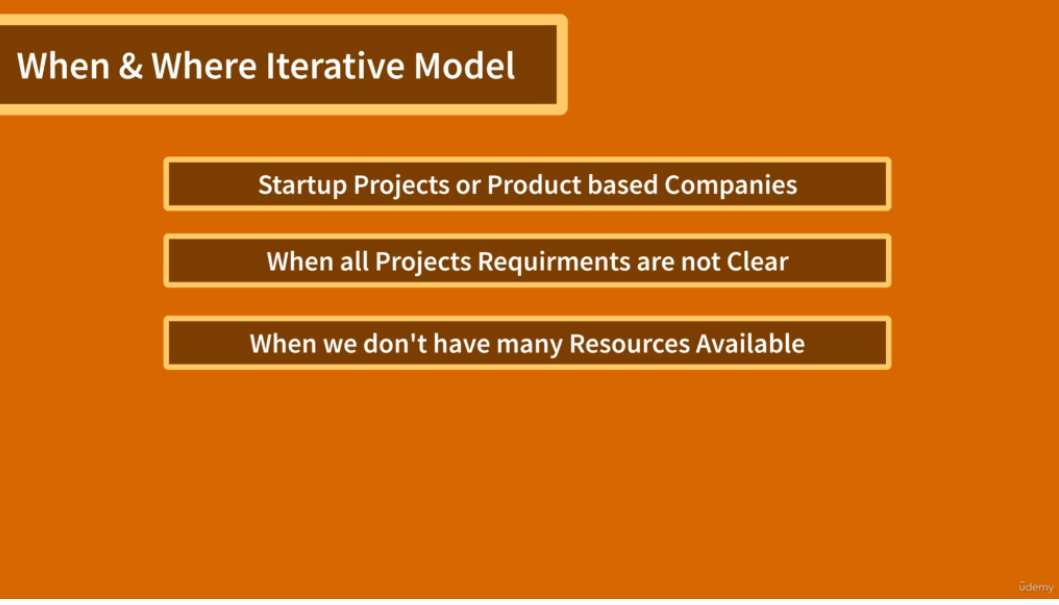 When & Where Iterative Model
Startup Projects or Product based Companies
When all Projects Requirments are not Clear
When we don't have many Resources Available
ûdemy